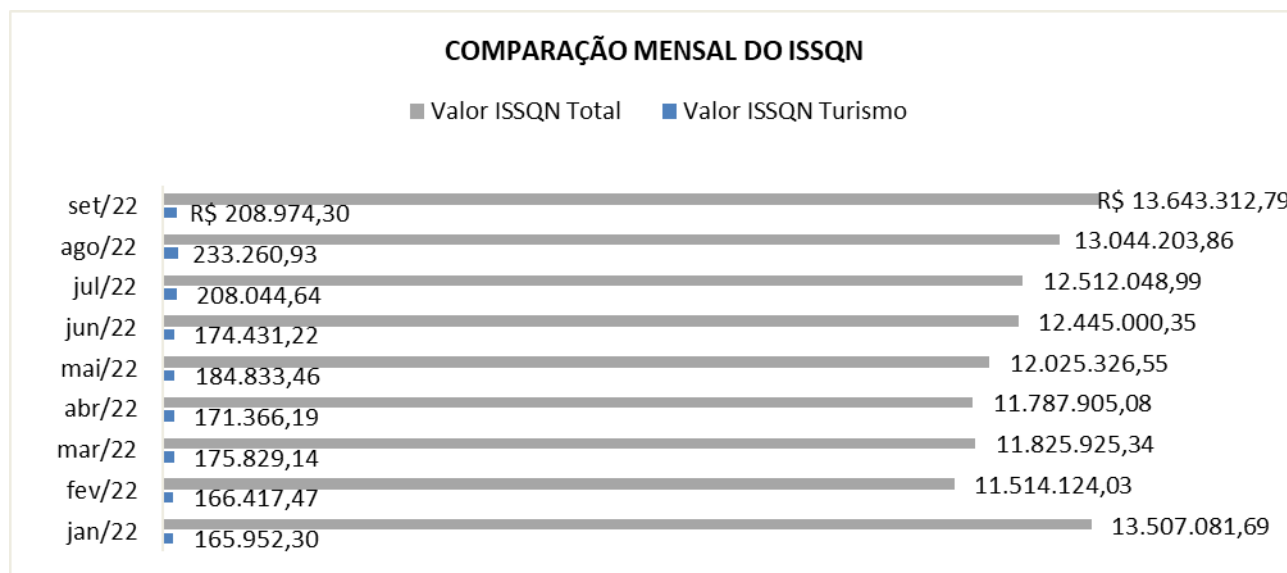 COMPARAÇÃO MENSAL DO ISSQN
Valor ISSQN Total Valor ISSQN Turismo
set/22 R$ 13.643.312,79
R$ 208.974,30
ago/22 13.044.203,86
233.260,93
jul/22 12.512.048,99
208.044,64
jun/22 12.445.000,35
174.431,22
mai/22 12.025.326,55
184.833,46
abr/22 11.787.905,08
171.366,19
mar/22 11.825.925,34
175.829,14
fev/22 11.514.124,03
166.417,47
jan/22 13.507.081,69
165.952,30